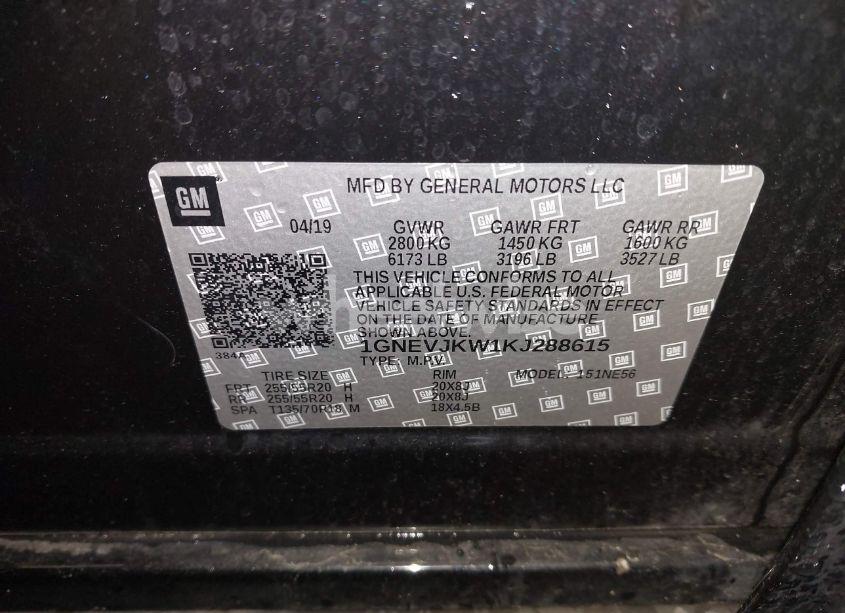 GM
MFD BY GENERAL MOTORS LLC
04/19 GVWR GAWR FRT GAWR RR
2800 KG 1450 KG 1600 KG
6173 LB 3196 LB 3527 LB
THIS VEHICLE CONFORMS TO ALL
APPLICABLE U.S. FEDERAL MOTOR
VEHICLE SAFETY STANDARDS IN EFFECT
ON THE DATE OF MANUFACTURE
SHOWN ABOVE.
1GNEVJKW1KJ288615
TYPE: M.P.V.
TIRE SIZE RIM MODEL: 151NE56
FRT 255/55R20 H 20X8J
RR 255/55R20 H 20X8J
SPA T135/70R18 M 18X4.5B